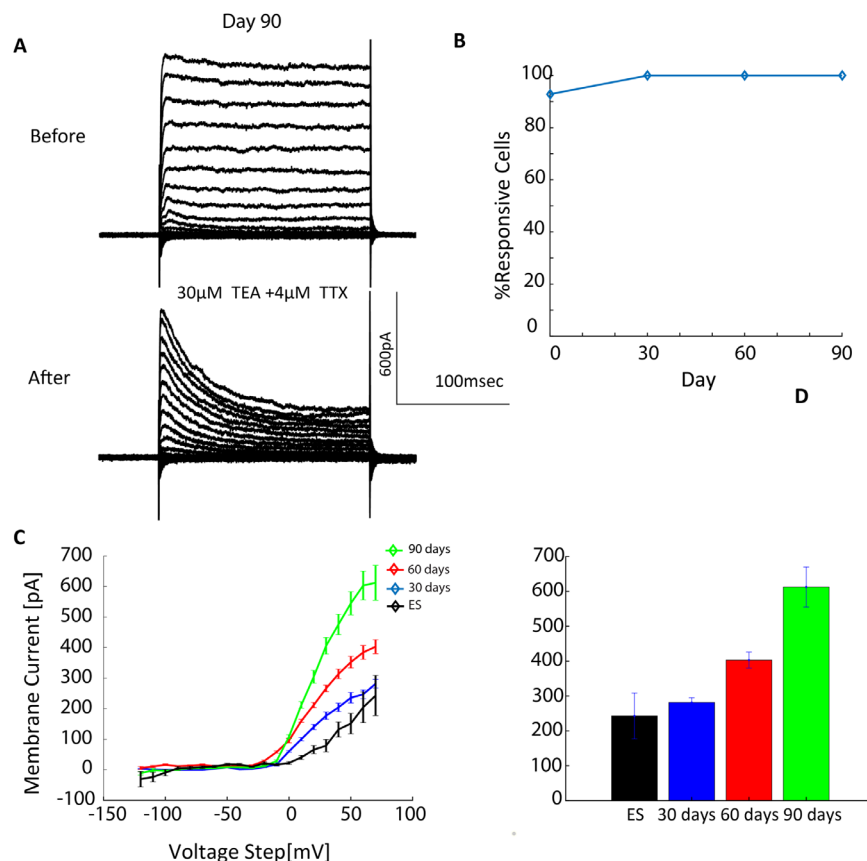 Day 90
A
Before
30µM TEA +4µM TTX
After
600pA
100msec
B
%Responsive Cells
100
80
60
40
20
0
0 30 60 90
Day
C
Membrane Current [pA]
700
600
500
400
300
200
100
0
-100
-150 -100 -50 0 50 100
Voltage Step[mV]
90 days
60 days
30 days
ES
D
700
600
500
400
300
200
100
0
ES 30 days 60 days 90 days